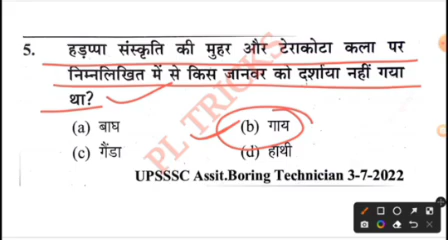 5. हड़प्पा संस्कृति की मुहर और टेराकोटा कला पर
निम्नलिखित में से किस जानवर को दर्शाया नहीं गया
था?
(a) बाघ (b) गाय
(c) गैंडा (d) हाथी
UPSSSC Assit.Boring Technician 3-7-2022
PL TRICKS